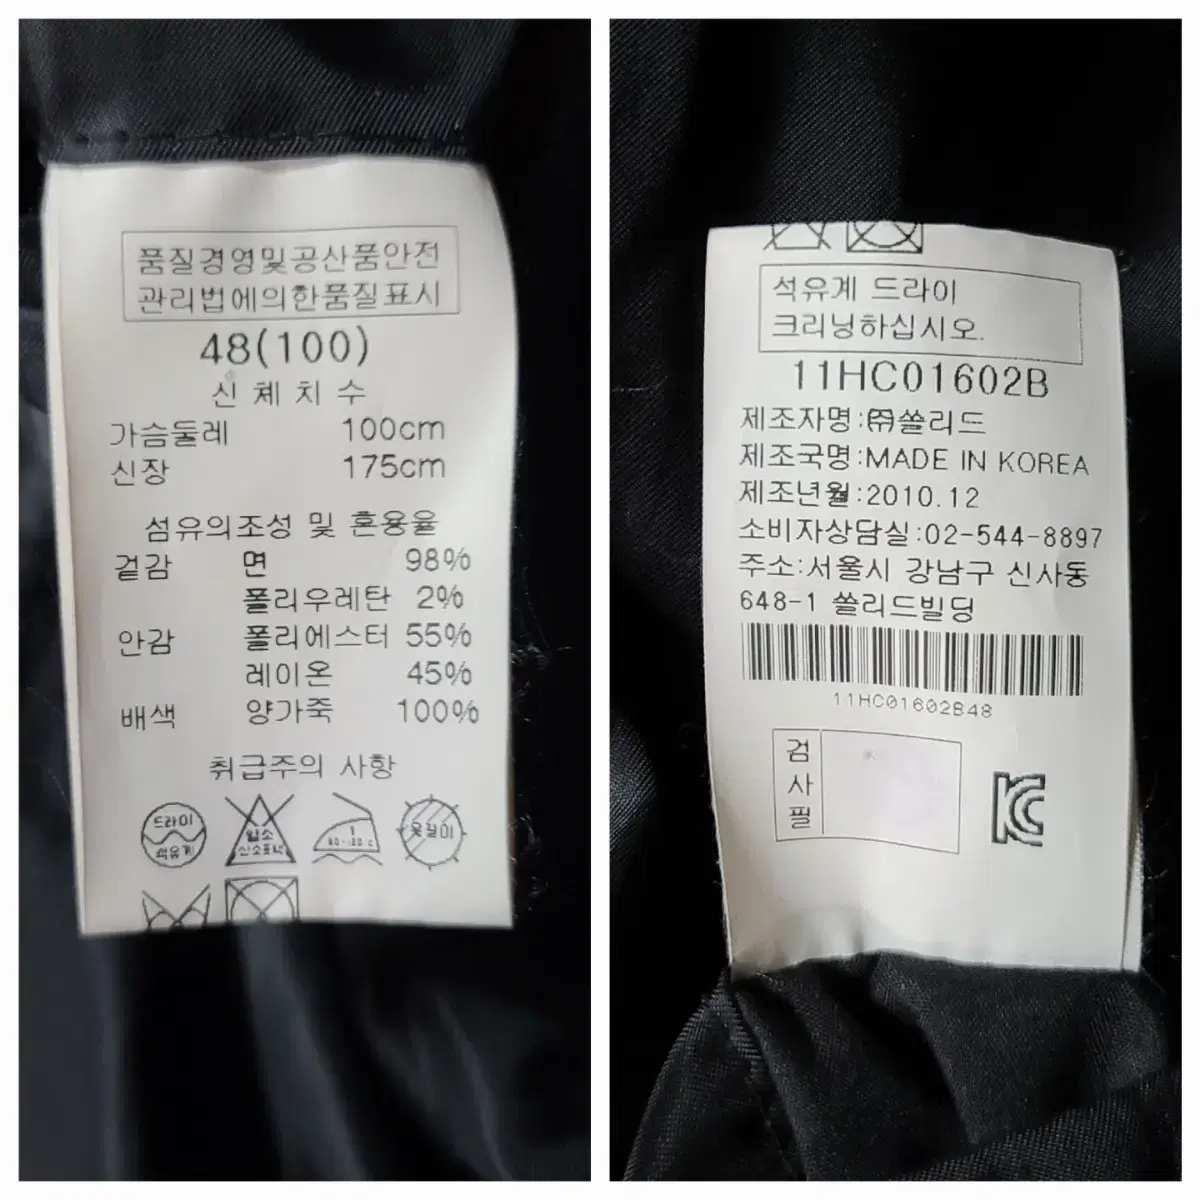 품질경영및공산품안전
관리법에의한품질표시
48(100)
신체치수
가슴둘레 100cm
신장 175cm
섬유의조성 및 혼용율
겉감 면 98%
폴리우레탄 2%
안감 폴리에스터 55%
레이온 45%
배색 양가죽 100%
취급주의 사항
드라이
석유계
염소
산소표백
1
80-120℃
옷걸이
석유계 드라이
크리닝하십시오.
11HC01602B
제조자명:㈜쏠리드
제조국명:MADE IN KOREA
제조년월:2010.12
소비자상담실:02-544-8897
주소:서울시 강남구 신사동
648-1 쏠리드빌딩
11HC01602B48
검사필
KC